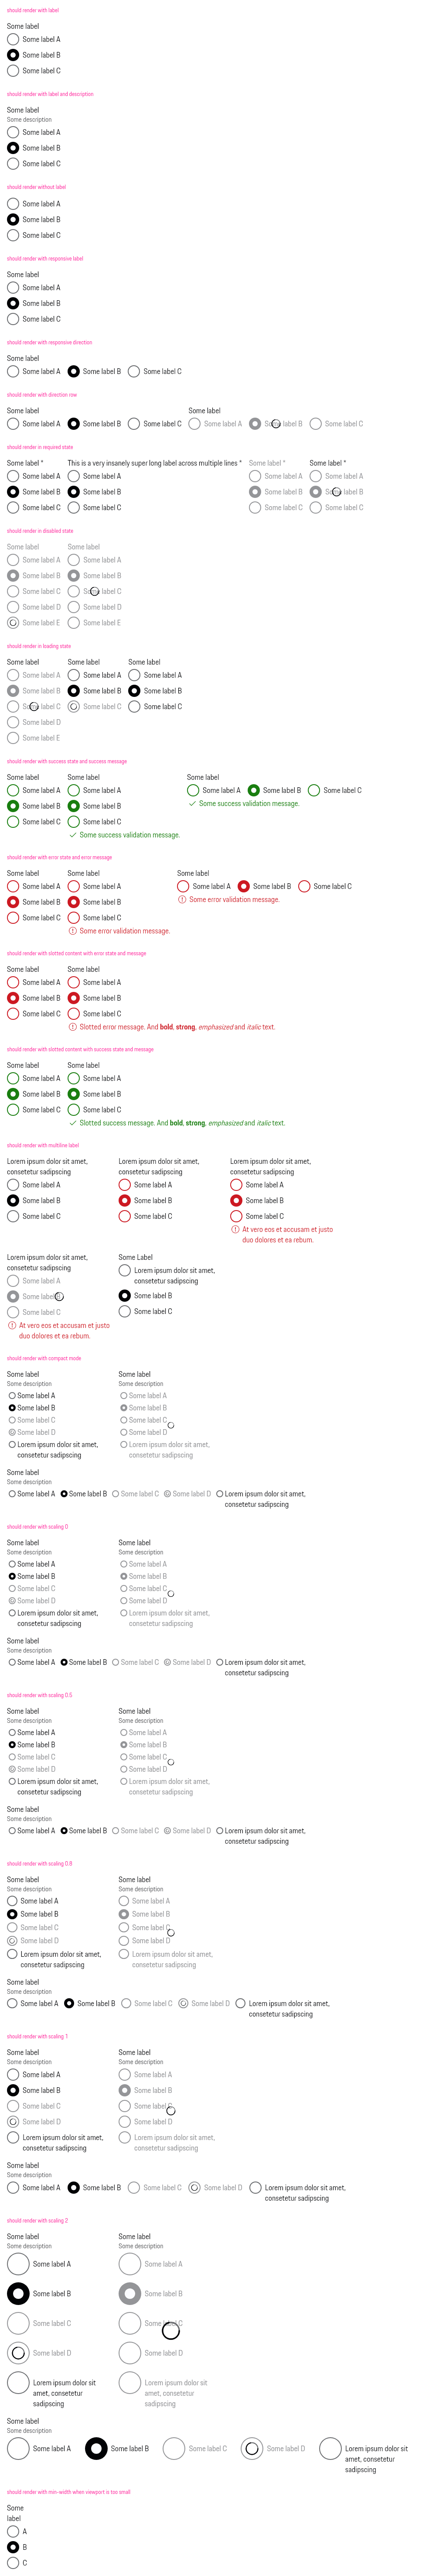 should render with label
Some label
Some label A
Some label B
Some label C
should render with label and description
Some label
Some description
Some label A
Some label B
Some label C
should render without label
Some label A
Some label B
Some label C
should render with responsive label
Some label
Some label A
Some label B
Some label C
should render with responsive direction
Some label
Some label A Some label B Some label C
should render with direction row
Some label Some label
Some label A Some label B Some label C Some label A Some label B Some label C
should render in required state
Some label * This is a very insanely super long label across multiple lines * Some label * Some label *
Some label A Some label A Some label A Some label A
Some label B Some label B Some label B Some label B
Some label C Some label C Some label C Some label C
should render in disabled state
Some label Some label
Some label A Some label A
Some label B Some label B
Some label C Some label C
Some label D Some label D
Some label E Some label E
should render in loading state
Some label Some label Some label
Some label A Some label A Some label A
Some label B Some label B Some label B
Some label C Some label C Some label C
Some label D
Some label E
should render with success state and success message
Some label Some label Some label
Some label A Some label A Some label A Some label B Some label C
Some label B Some label B Some success validation message.
Some label C Some label C
Some success validation message.
should render with error state and error message
Some label Some label Some label
Some label A Some label A Some label A Some label B Some label C
Some label B Some label B Some error validation message.
Some label C Some label C
Some error validation message.
should render with slotted content with error state and message
Some label Some label
Some label A Some label A
Some label B Some label B
Some label C Some label C
Slotted error message. And bold, strong, emphasized and italic text.
should render with slotted content with success state and message
Some label Some label
Some label A Some label A
Some label B Some label B
Some label C Some label C
Slotted success message. And bold, strong, emphasized and italic text.
should render with multiline label
Lorem ipsum dolor sit amet, Lorem ipsum dolor sit amet, Lorem ipsum dolor sit amet,
consetetur sadipscing consetetur sadipscing consetetur sadipscing
Some label A Some label A Some label A
Some label B Some label B Some label B
Some label C Some label C Some label C
At vero eos et accusam et justo
duo dolores et ea rebum.
Lorem ipsum dolor sit amet, Some Label
consetetur sadipscing Lorem ipsum dolor sit amet,
Some label A consetetur sadipscing
Some label B Some label B
Some label C Some label C
At vero eos et accusam et justo
duo dolores et ea rebum.
should render with compact mode
Some label Some label
Some description Some description
Some label A Some label A
Some label B Some label B
Some label C Some label C
Some label D Some label D
Lorem ipsum dolor sit amet, Lorem ipsum dolor sit amet,
consetetur sadipscing consetetur sadipscing
Some label
Some description
Some label A Some label B Some label C Some label D Lorem ipsum dolor sit amet,
consetetur sadipscing
should render with scaling 0
Some label Some label
Some description Some description
Some label A Some label A
Some label B Some label B
Some label C Some label C
Some label D Some label D
Lorem ipsum dolor sit amet, Lorem ipsum dolor sit amet,
consetetur sadipscing consetetur sadipscing
Some label
Some description
Some label A Some label B Some label C Some label D Lorem ipsum dolor sit amet,
consetetur sadipscing
should render with scaling 0.5
Some label Some label
Some description Some description
Some label A Some label A
Some label B Some label B
Some label C Some label C
Some label D Some label D
Lorem ipsum dolor sit amet, Lorem ipsum dolor sit amet,
consetetur sadipscing consetetur sadipscing
Some label
Some description
Some label A Some label B Some label C Some label D Lorem ipsum dolor sit amet,
consetetur sadipscing
should render with scaling 0.8
Some label Some label
Some description Some description
Some label A Some label A
Some label B Some label B
Some label C Some label C
Some label D Some label D
Lorem ipsum dolor sit amet, Lorem ipsum dolor sit amet,
consetetur sadipscing consetetur sadipscing
Some label
Some description
Some label A Some label B Some label C Some label D Lorem ipsum dolor sit amet,
consetetur sadipscing
should render with scaling 1
Some label Some label
Some description Some description
Some label A Some label A
Some label B Some label B
Some label C Some label C
Some label D Some label D
Lorem ipsum dolor sit amet, Lorem ipsum dolor sit amet,
consetetur sadipscing consetetur sadipscing
Some label
Some description
Some label A Some label B Some label C Some label D Lorem ipsum dolor sit amet,
consetetur sadipscing
should render with scaling 2
Some label Some label
Some description Some description
Some label A Some label A
Some label B Some label B
Some label C Some label C
Some label D Some label D
Lorem ipsum dolor sit Lorem ipsum dolor sit
amet, consetetur amet, consetetur
sadipscing sadipscing
Some label
Some description
Some label A Some label B Some label C Some label D Lorem ipsum dolor sit
amet, consetetur
sadipscing
should render with min-width when viewport is too small
Some
label
A
B
C